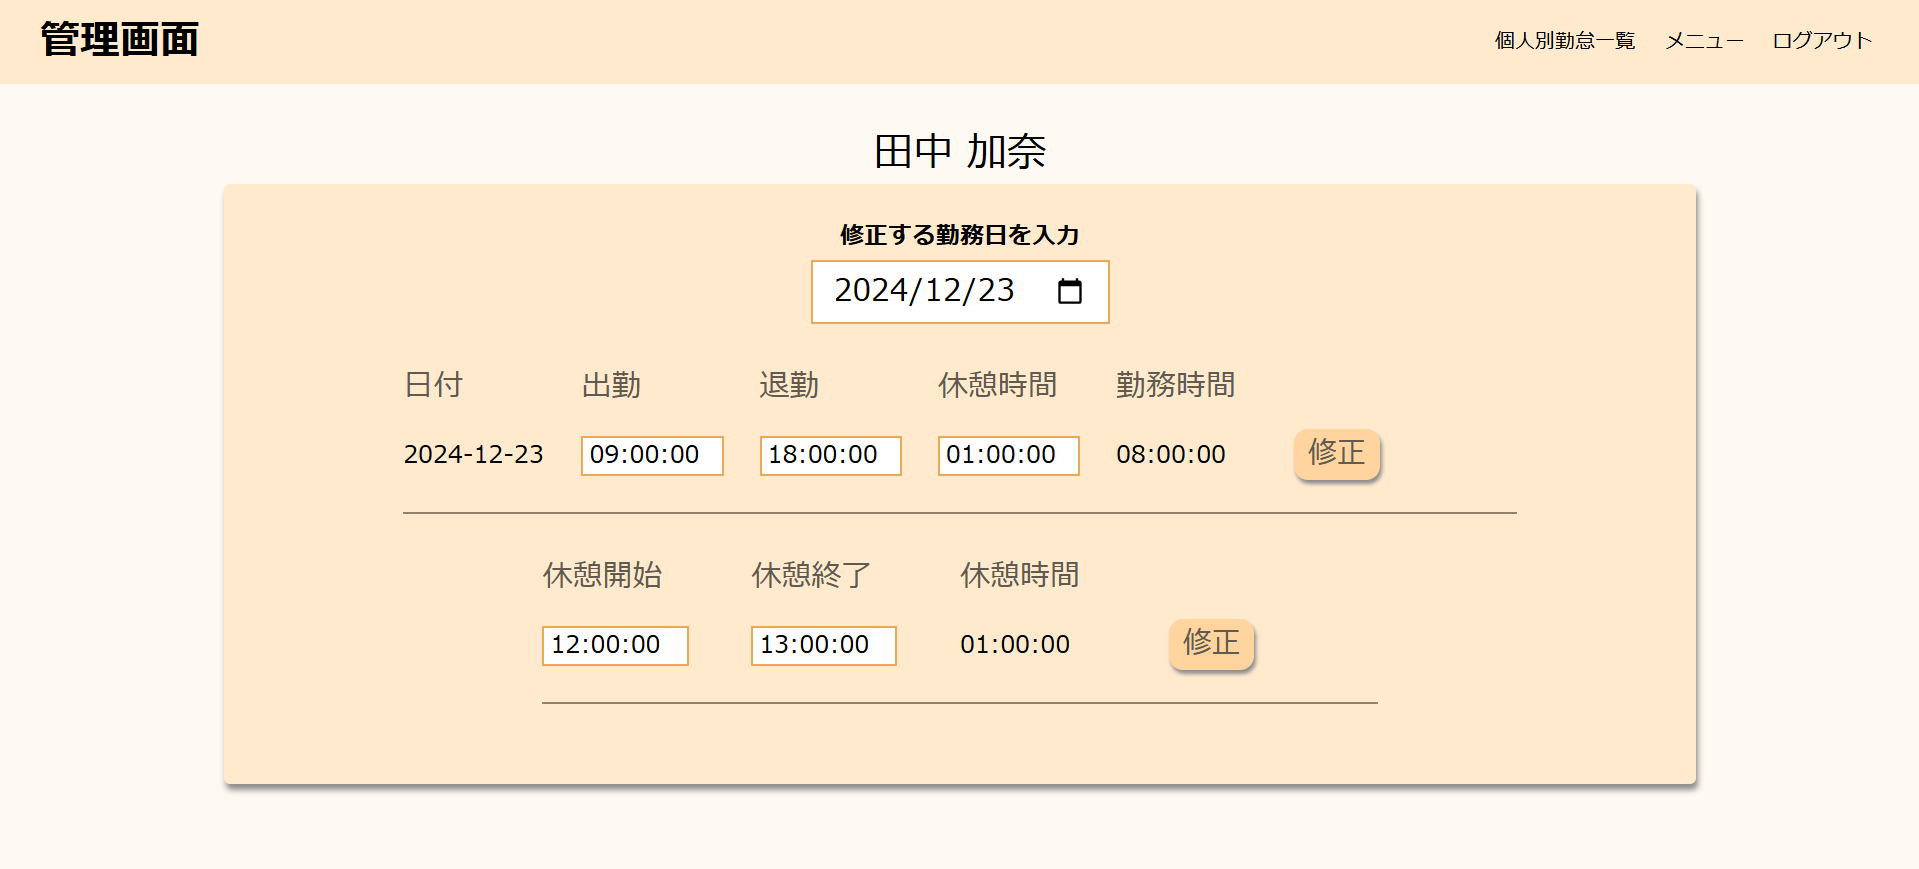 管理画面
個人別勤怠一覧 メニュー ログアウト
田中 加奈
修正する勤務日を入力
2024/12/23
日付 出勤 退勤 休憩時間 勤務時間
2024-12-23 09:00:00 18:00:00 01:00:00 08:00:00 修正
休憩開始 休憩終了 休憩時間
12:00:00 13:00:00 01:00:00 修正